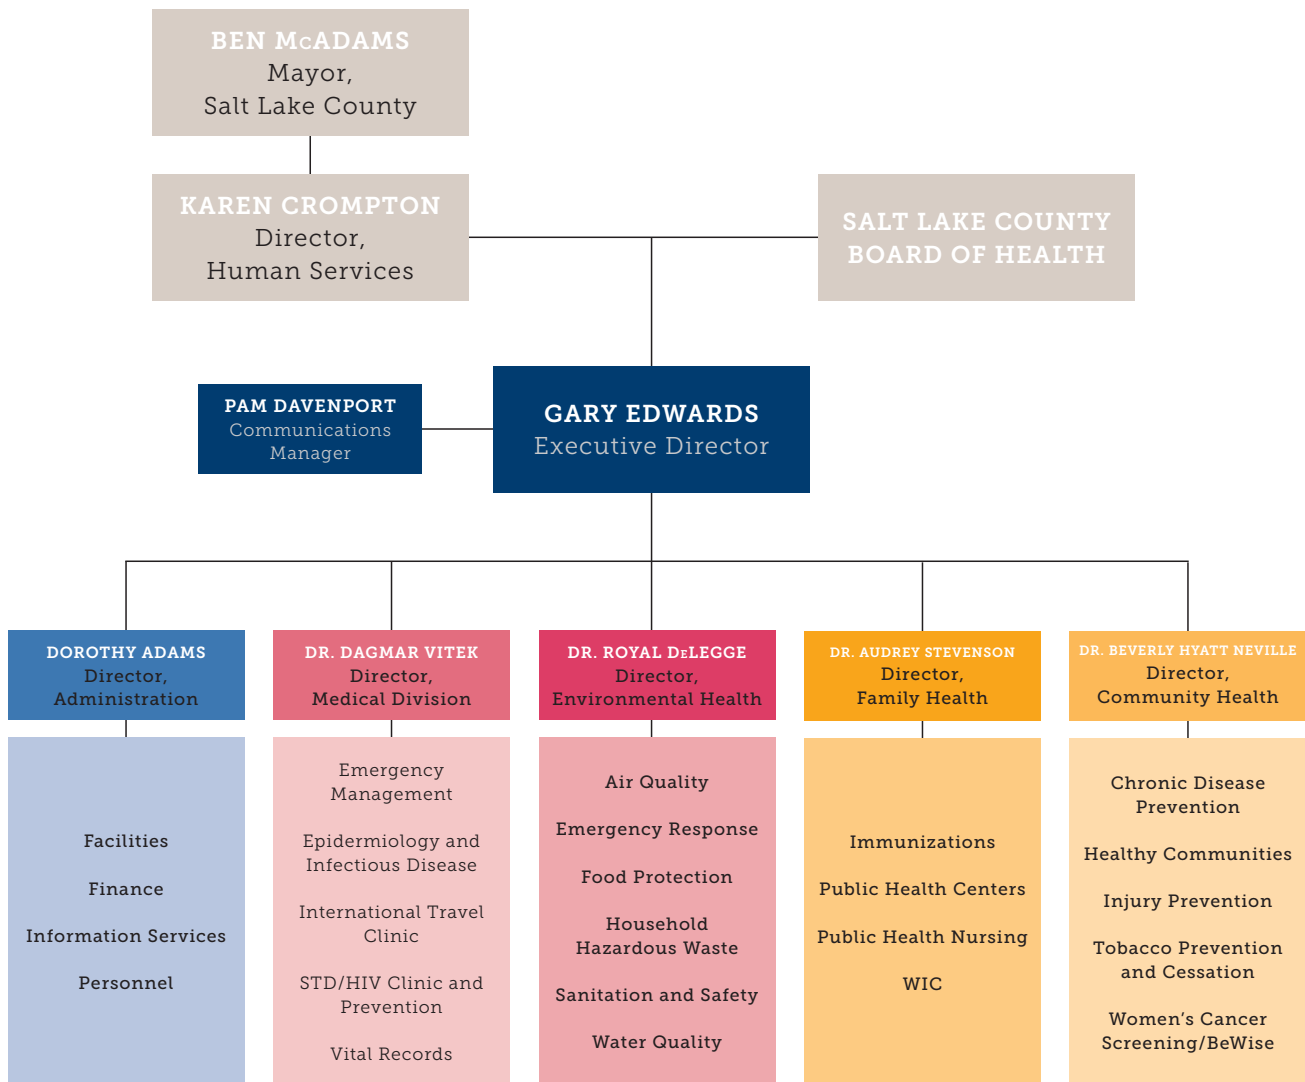 BEN McADAMS
Mayor,
Salt Lake County
KAREN CROMPTON
Director,
Human Services
SALT LAKE COUNTY
BOARD OF HEALTH
PAM DAVENPORT
Communications
Manager
GARY EDWARDS
Executive Director
DOROTHY ADAMS
Director,
Administration
DR. DAGMAR VITEK
Director,
Medical Division
DR. ROYAL DeLEGGE
Director,
Environmental Health
DR. AUDREY STEVENSON
Director,
Family Health
DR. BEVERLY HYATT NEVILLE
Director,
Community Health
Facilities
Finance
Information Services
Personnel
Emergency
Management
Epidermiology and
Infectious Disease
International Travel
Clinic
STD/HIV Clinic and
Prevention
Vital Records
Air Quality
Emergency Response
Food Protection
Household
Hazardous Waste
Sanitation and Safety
Water Quality
Immunizations
Public Health Centers
Public Health Nursing
WIC
Chronic Disease
Prevention
Healthy Communities
Injury Prevention
Tobacco Prevention
and Cessation
Women's Cancer
Screening/BeWise